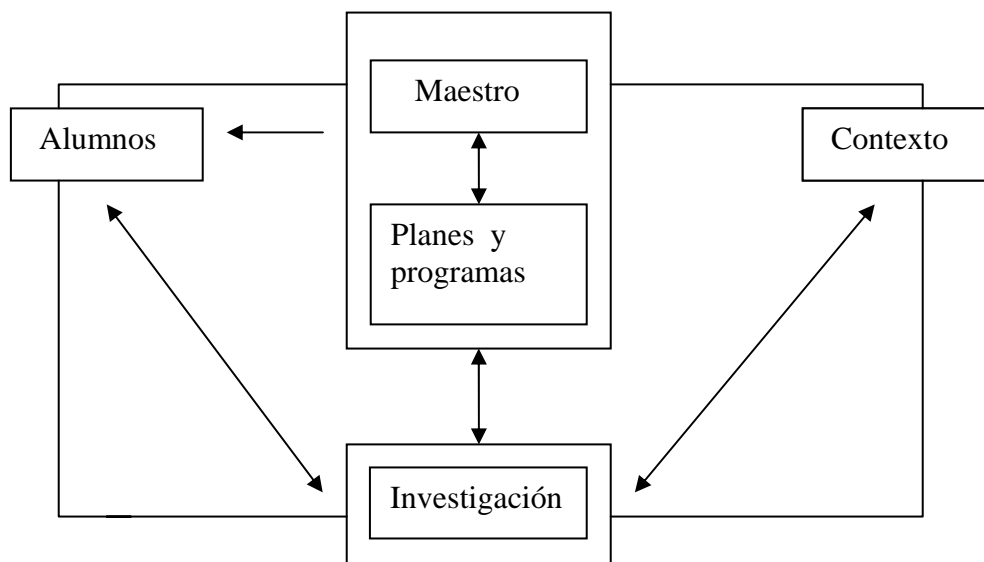 Maestro
Alumnos
Contexto
Planes y
programas
Investigación